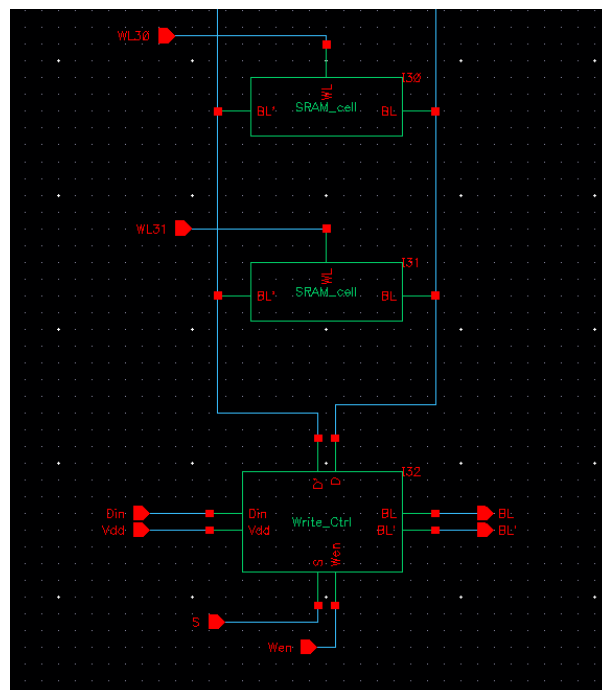 WL30
I30
WL
BL' SRAM_cell BL
WL31
I31
WL
BL' SRAM_cell BL
I32
D' D
Din Din BL BL
Vdd Vdd Write_Ctrl BL' BL'
S Wen
S
Wen